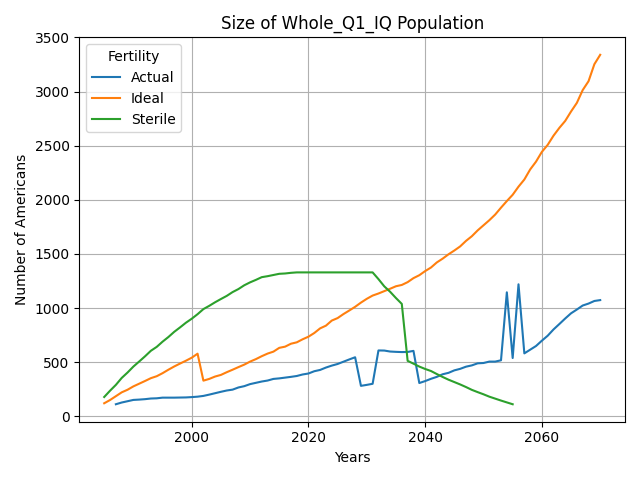 Size of Whole_Q1_IQ Population
3500
3000
2500
2000
1500
1000
500
0
Number of Americans
Fertility
Actual
Ideal
Sterile
2000
2020
2040
2060
Years